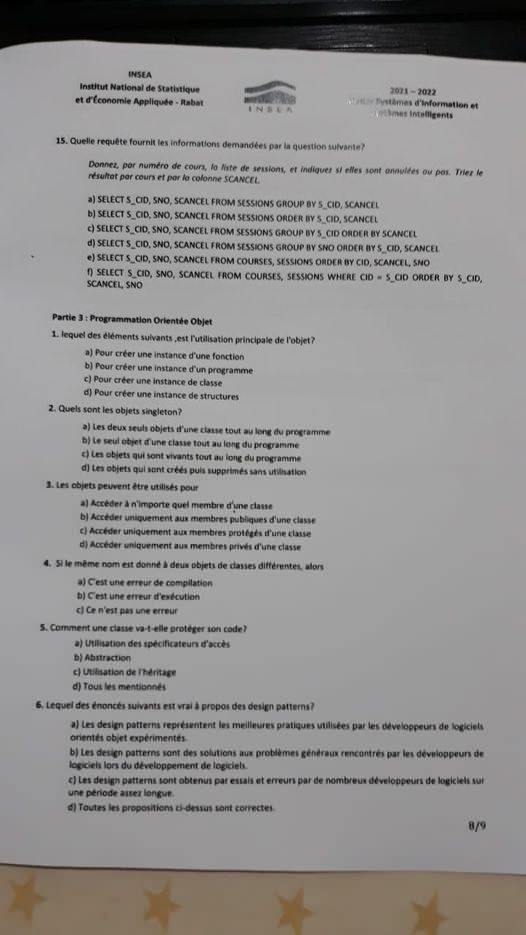 INSEA
Institut National de Statistique
et d'Économie Appliquée - Rabat
INSEA
2021 – 2022
Systèmes d'Information et
Intelligents
15. Quelle requête fournit les informations demandées par la question suivante?
Donnez, par numéro de cours, la liste de sessions, et indiquez si elles sont annulées ou pas. Triez le
résultat par cours et par la colonne SCANCEL.
a) SELECT S_CID, SNO, SCANCEL FROM SESSIONS GROUP BY S_CID, SCANCEL
b) SELECT S_CID, SNO, SCANCEL FROM SESSIONS ORDER BY S_CID, SCANCEL
c) SELECT S_CID, SNO, SCANCEL FROM SESSIONS GROUP BY S_CID ORDER BY SCANCEL
d) SELECT S_CID, SNO, SCANCEL FROM SESSIONS GROUP BY SNO ORDER BY S_CID, SCANCEL
e) SELECT S_CID, SNO, SCANCEL FROM COURSES, SESSIONS ORDER BY CID, SCANCEL, SNO
f) SELECT S_CID, SNO, SCANCEL FROM COURSES, SESSIONS WHERE CID = S_CID ORDER BY S_CID,
SCANCEL, SNO
Partie 3 : Programmation Orientée Objet
1. lequel des éléments suivants ,est l'utilisation principale de l'objet?
a) Pour créer une instance d'une fonction
b) Pour créer une instance d'un programme
c) Pour créer une instance de classe
d) Pour créer une instance de structures
2. Quels sont les objets singleton?
a) Les deux seuls objets d'une classe tout au long du programme
b) Le seul objet d'une classe tout au long du programme
c) Les objets qui sont vivants tout au long du programme
d) Les objets qui sont créés puis supprimés sans utilisation
3. Les objets peuvent être utilisés pour
a) Accéder à n'importe quel membre d'une classe
b) Accéder uniquement aux membres publiques d'une classe
c) Accéder uniquement aux membres protégés d'une classe
d) Accéder uniquement aux membres privés d'une classe
4. Si le même nom est donné à deux objets de classes différentes, alors
a) C'est une erreur de compilation
b) C'est une erreur d'exécution
c) Ce n'est pas une erreur
5. Comment une classe va-t-elle protéger son code?
a) Utilisation des spécificateurs d'accès
b) Abstraction
c) Utilisation de l'héritage
d) Tous les mentionnés
6. Lequel des énoncés suivants est vrai à propos des design patterns?
a) Les design patterns représentent les meilleures pratiques utilisées par les développeurs de logiciels
orientés objet expérimentés.
b) Les design patterns sont des solutions aux problèmes généraux rencontrés par les développeurs de
logiciels lors du développement de logiciels.
c) Les design patterns sont obtenus par essais et erreurs par de nombreux développeurs de logiciels sur
une période assez longue.
d) Toutes les propositions ci-dessus sont correctes.
8/9